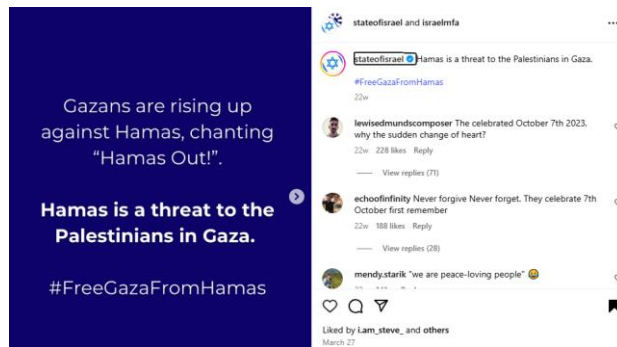 Gazans are rising up
against Hamas, chanting
“Hamas Out!”.
Hamas is a threat to the
Palestinians in Gaza.
#FreeGazaFromHamas
stateofisrael and israelmfa
stateofisrael Hamas is a threat to the Palestinians in Gaza.
#FreeGazaFromHamas
22w
lewisedmundscomposer The celebrated October 7th 2023,
why the sudden change of heart?
22w 228 likes Reply
View replies (71)
echoofinfinity Never forgive Never forget. They celebrate 7th
October first remember
22w 188 likes Reply
View replies (28)
mendy.starik "we are peace-loving people" 😂
Liked by i.am_steve_ and others
March 27